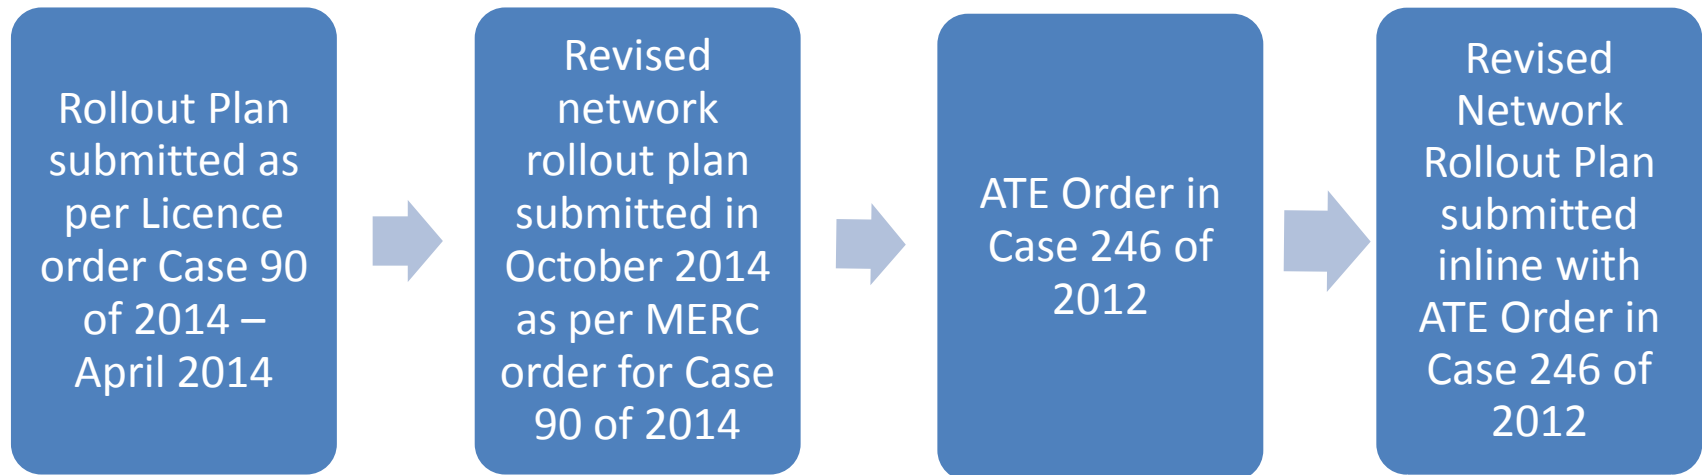 Rollout Plan
submitted as
per Licence
order Case 90
of 2014 –
April 2014
Revised
network
rollout plan
submitted in
October 2014
as per MERC
order for Case
90 of 2014
ATE Order in
Case 246 of
2012
Revised
Network
Rollout Plan
submitted
inline with
ATE Order in
Case 246 of
2012